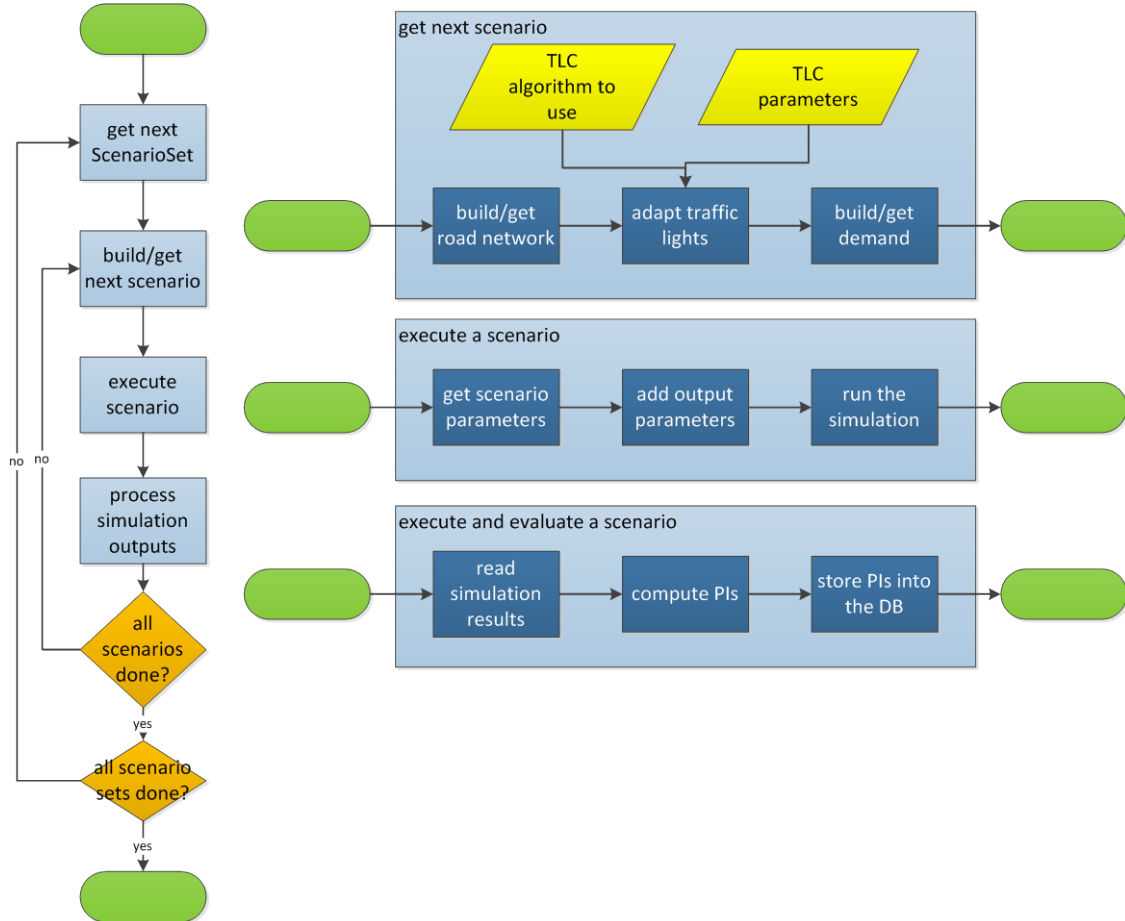 get next
ScenarioSet
build/get
next scenario
execute
scenario
no
no
process
simulation
outputs
all
scenarios
done?
yes
all scenario
sets done?
yes
get next scenario
TLC
algorithm to
use
TLC
parameters
build/get
road network
adapt traffic
lights
build/get
demand
execute a scenario
get scenario
parameters
add output
parameters
run the
simulation
execute and evaluate a scenario
read
simulation
results
compute PIs
store PIs into
the DB